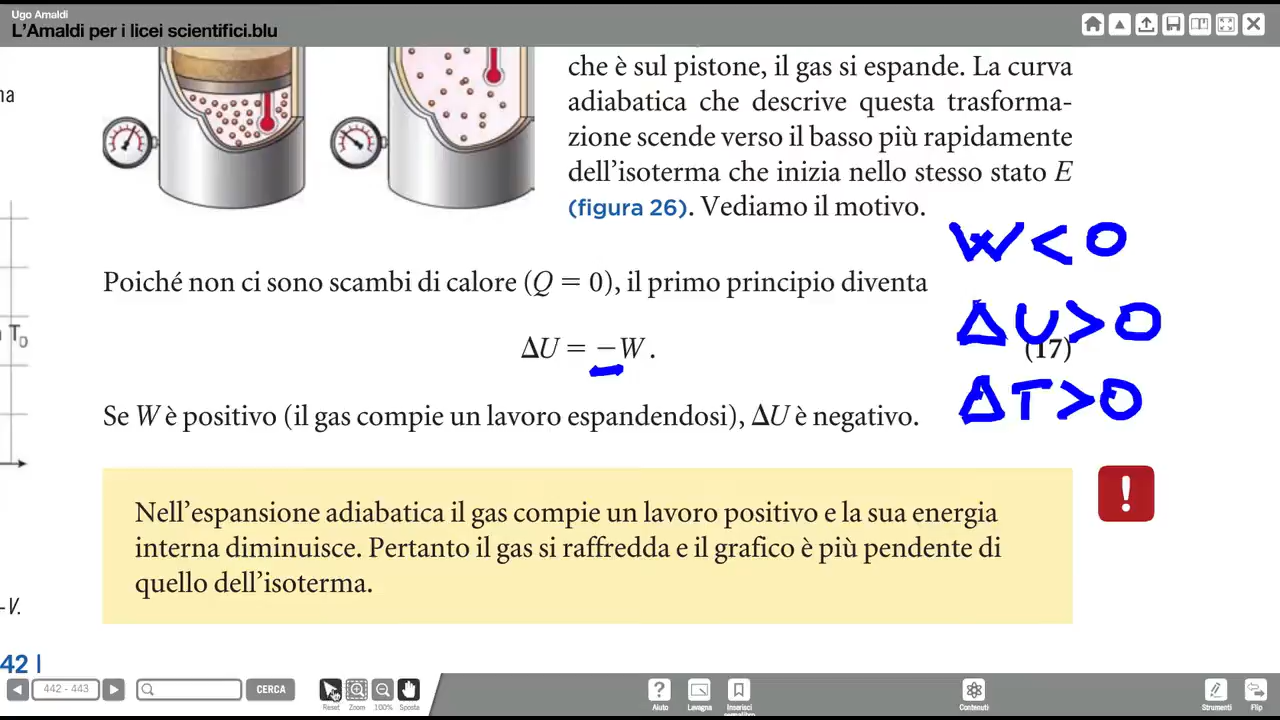 Ugo Amaldi
L'Amaldi per i licei scientifici.blu
na
che è sul pistone, il gas si espande. La curva
adiabatica che descrive questa trasforma-
zione scende verso il basso più rapidamente
dell'isoterma che inizia nello stesso stato E
(figura 26). Vediamo il motivo.
W < 0
Poiché non ci sono scambi di calore (Q = 0), il primo principio diventa
ΔU > 0
T₀
ΔU = −W.
(17)
ΔT > 0
Se W è positivo (il gas compie un lavoro espandendosi), ΔU è negativo.
!
Nell'espansione adiabatica il gas compie un lavoro positivo e la sua energia
interna diminuisce. Pertanto il gas si raffredda e il grafico è più pendente di
quello dell'isoterma.
-V.
42 |
442 - 443
CERCA
Reset
Zoom
100%
Sposta
Aiuto
Lavagna
Inserisci
Contenuti
Strumenti
Flip